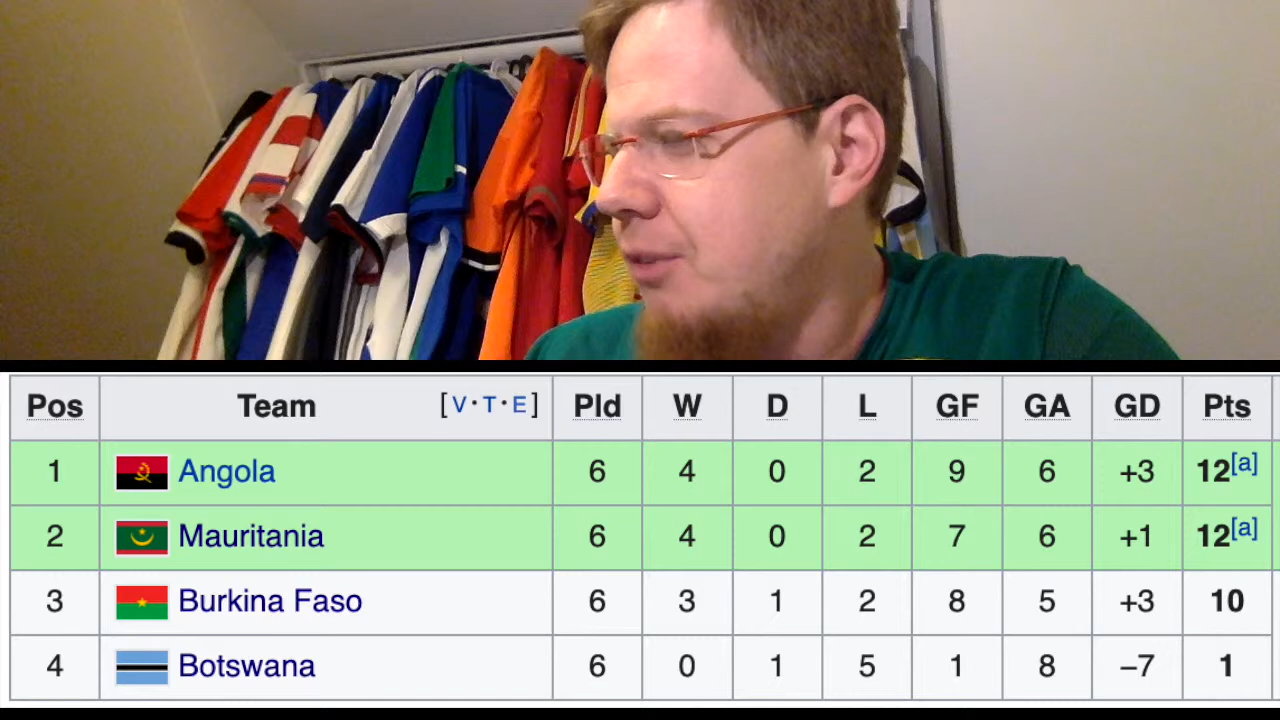 Pos Team [V·T·E] Pld W D L GF GA GD Pts
1 Angola 6 4 0 2 9 6 +3 12[a]
2 Mauritania 6 4 0 2 7 6 +1 12[a]
3 Burkina Faso 6 3 1 2 8 5 +3 10
4 Botswana 6 0 1 5 1 8 −7 1